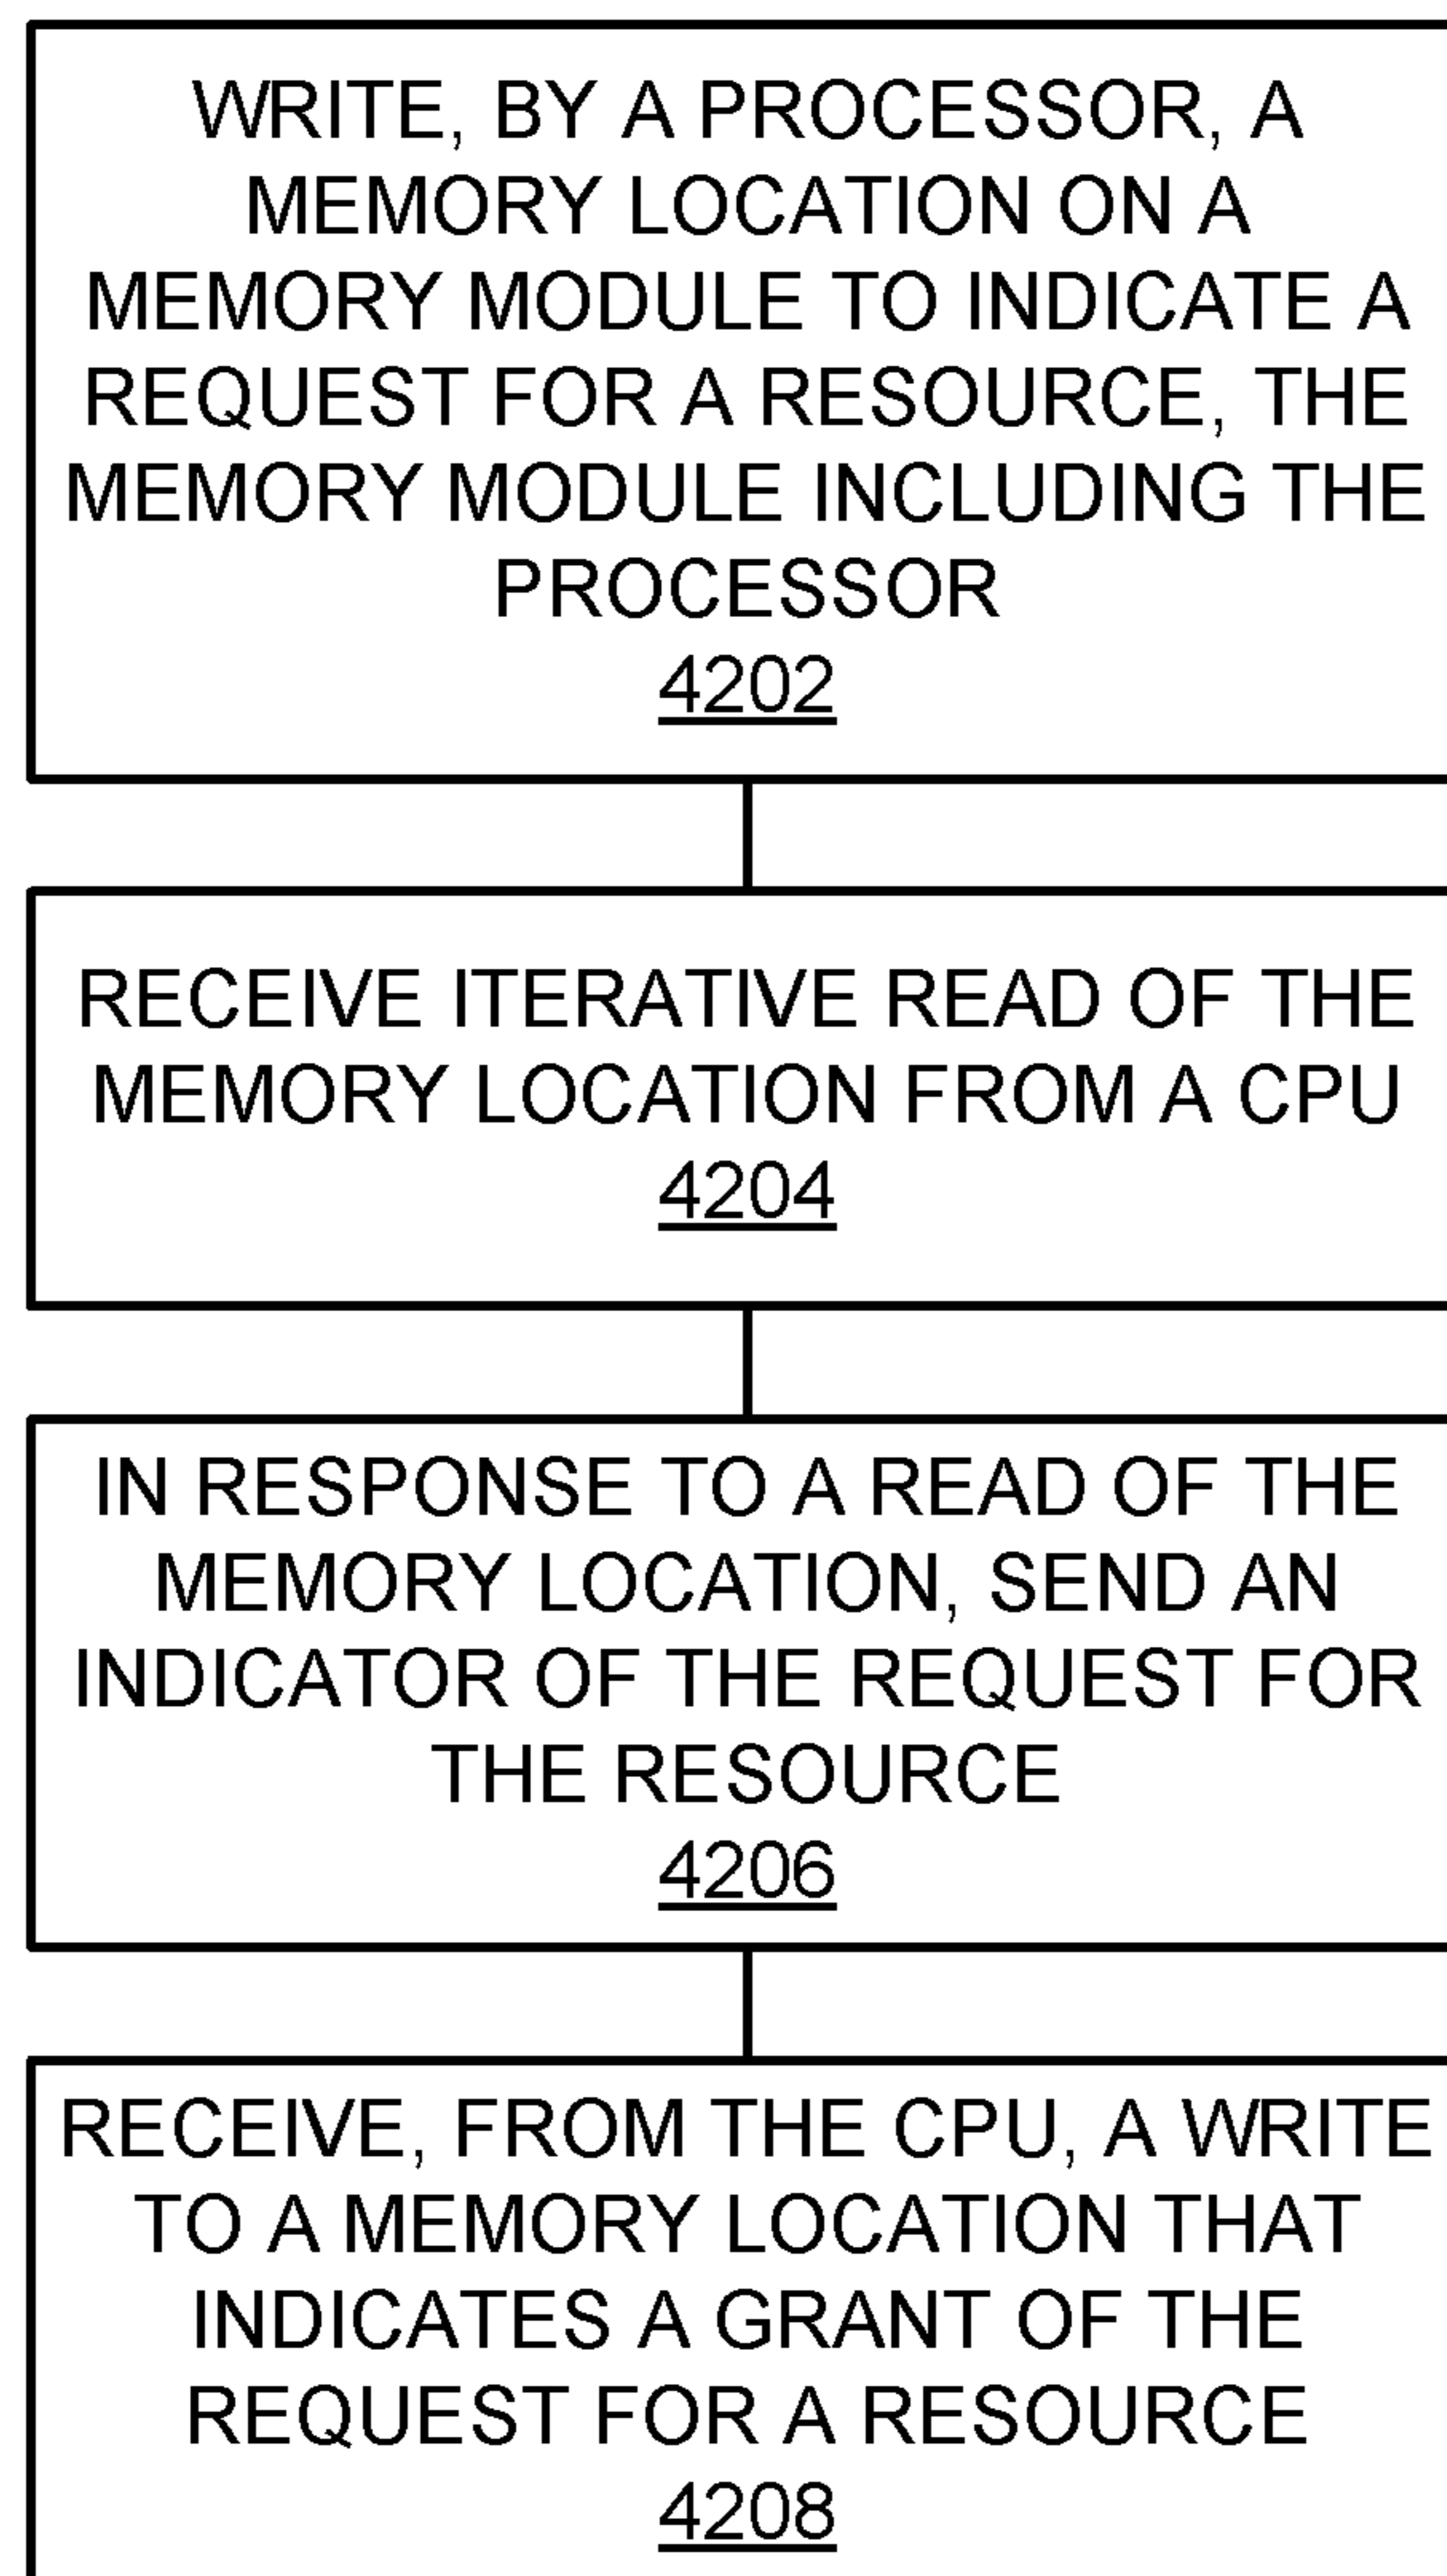 WRITE, BY A PROCESSOR, A
MEMORY LOCATION ON A
MEMORY MODULE TO INDICATE A
REQUEST FOR A RESOURCE, THE
MEMORY MODULE INCLUDING THE
PROCESSOR
4202
RECEIVE ITERATIVE READ OF THE
MEMORY LOCATION FROM A CPU
4204
IN RESPONSE TO A READ OF THE
MEMORY LOCATION, SEND AN
INDICATOR OF THE REQUEST FOR
THE RESOURCE
4206
RECEIVE, FROM THE CPU, A WRITE
TO A MEMORY LOCATION THAT
INDICATES A GRANT OF THE
REQUEST FOR A RESOURCE
4208